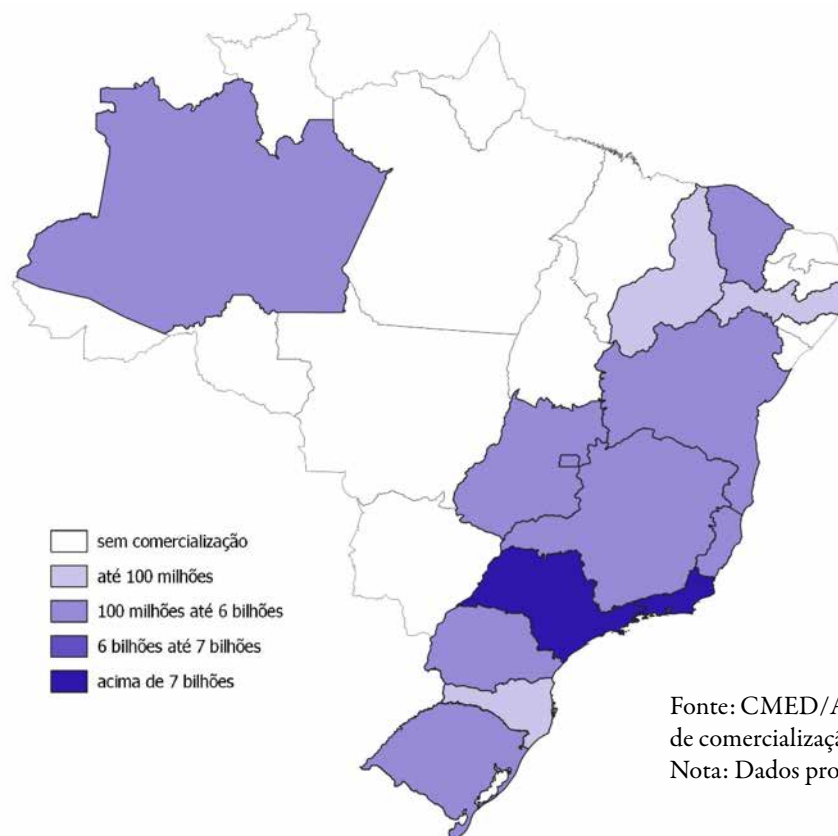 sem comercialização
até 100 milhões
100 milhões até 6 bilhões
6 bilhões até 7 bilhões
acima de 7 bilhões
Fonte: CMED/
de comercializaçã
Nota: Dados pro